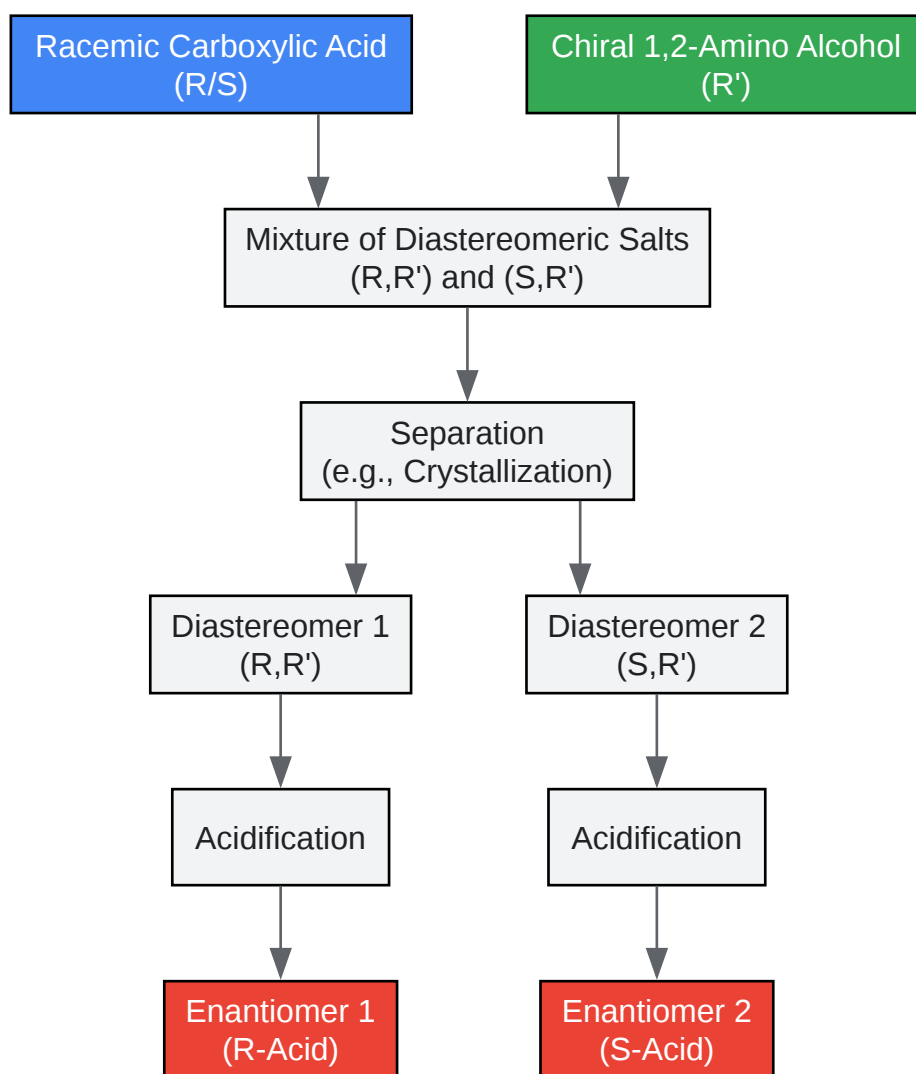 Racemic Carboxylic Acid
(R/S)
Chiral 1,2-Amino Alcohol
(R')
Mixture of Diastereomeric Salts
(R,R') and (S,R')
Separation
(e.g., Crystallization)
Diastereomer 1
(R,R')
Diastereomer 2
(S,R')
Acidification
Acidification
Enantiomer 1
(R-Acid)
Enantiomer 2
(S-Acid)